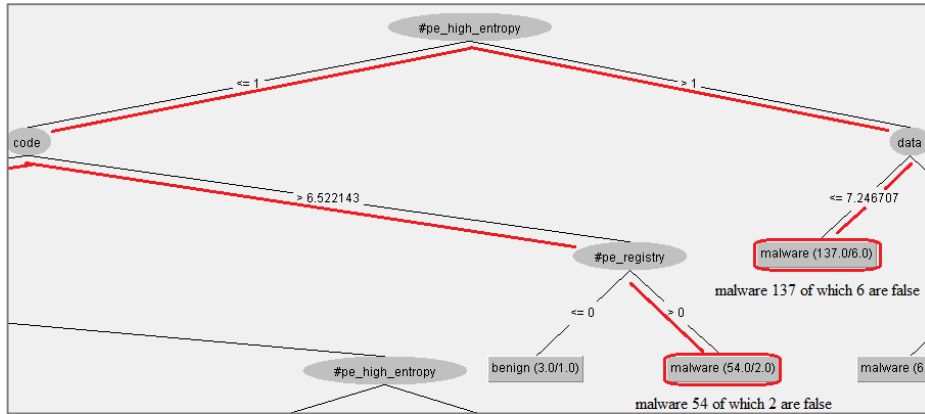 #pe_high_entropy
<= 1
> 1
code
data
> 6.522143
<= 7.246707
#pe_registry
malware (137.0/6.0)
malware 137 of which 6 are false
<= 0
> 0
#pe_high_entropy
benign (3.0/1.0)
malware (54.0/2.0)
malware (6
malware 54 of which 2 are false